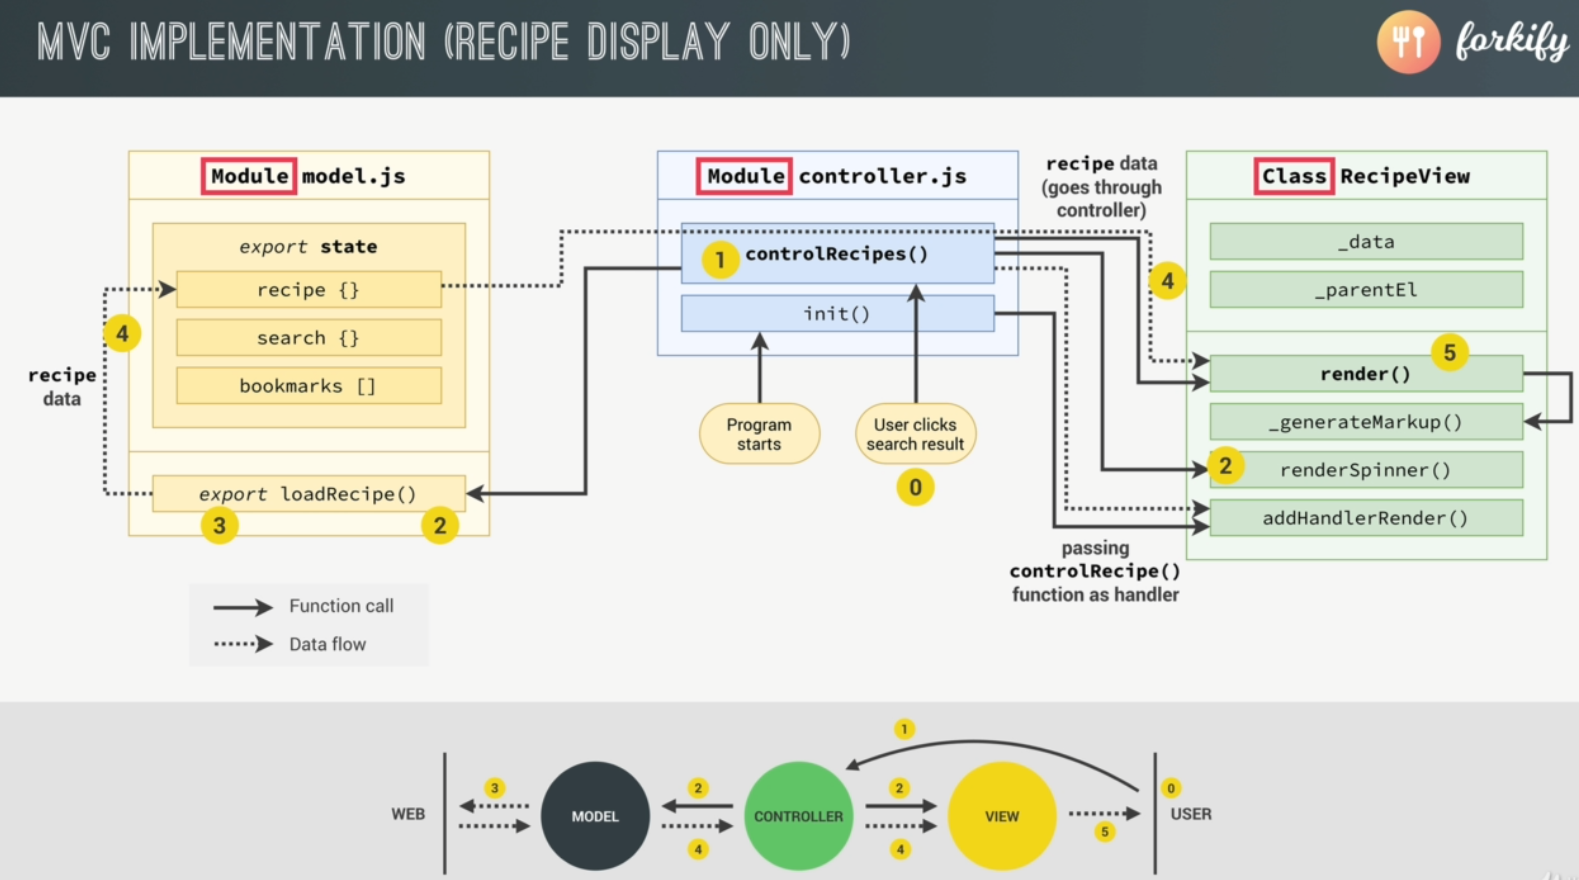 MVC IMPLEMENTATION (RECIPE DISPLAY ONLY)
forkify
Module model.js
export state
recipe {}
search {}
bookmarks []
4
recipe
data
export loadRecipe()
3
2
Module controller.js
1
controlRecipes()
init()
Program
starts
User clicks
search result
0
recipe data
(goes through
controller)
4
Class RecipeView
_data
_parentEl
5
render()
_generateMarkup()
2
renderSpinner()
addHandlerRender()
passing
controlRecipe()
function as handler
Function call
Data flow
WEB
3
MODEL
2
4
CONTROLLER
2
4
VIEW
1
5
0
USER